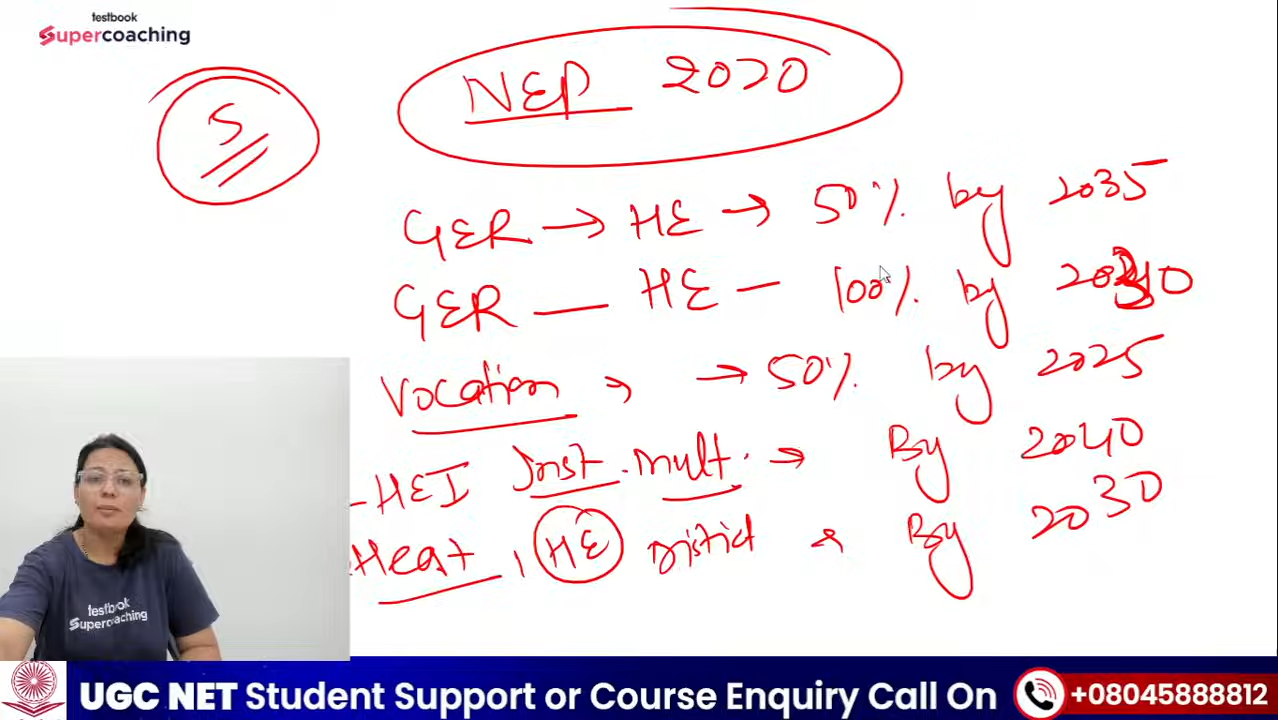 testbook
Supercoaching
S
NEP 2020
GER → HE → 50% by 2035
GER — HE — 100% by 2030
Vocation → → 50% by 2025
- HEI Inst. mult. → By 2040
HE By 2030
testbook
Supercoaching
UGC NET Student Support or Course Enquiry Call On +08045888812